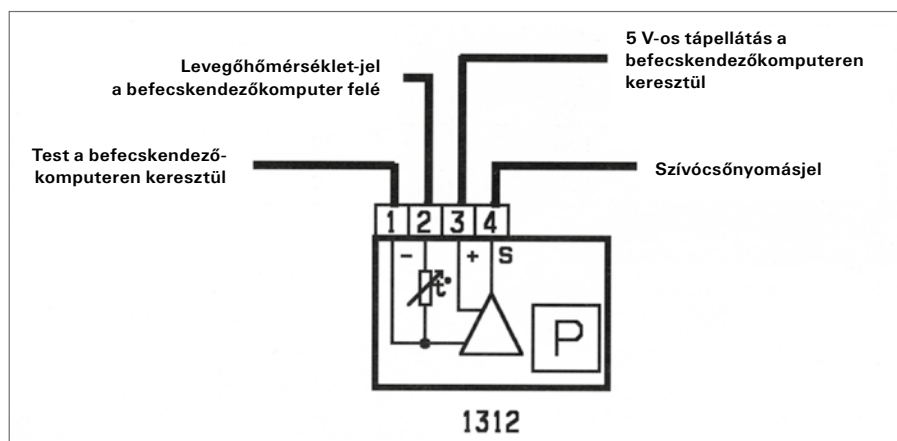 5 V-os tápellátás a
befecskendezőkomputeren
keresztül
Levegőhőmérséklet-jel
a befecskendezőkomputer felé
Test a befecskendező-
komputeren keresztül
Szívócsőnyomásjel
1 2 3 4
- + S
t°
P
1312